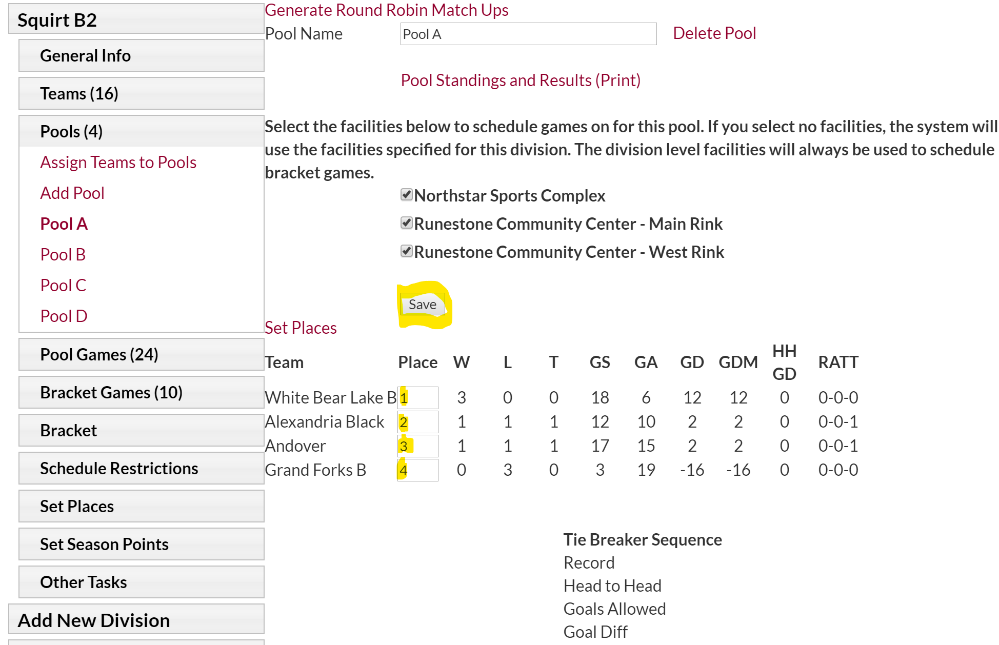 Squirt B2
General Info
Teams (16)
Pools (4)
Assign Teams to Pools
Add Pool
Pool A
Pool B
Pool C
Pool D
Pool Games (24)
Bracket Games (10)
Bracket
Schedule Restrictions
Set Places
Set Season Points
Other Tasks
Add New Division
Generate Round Robin Match Ups
Pool Name Pool A Delete Pool
Pool Standings and Results (Print)
Select the facilities below to schedule games on for this pool. If you select no facilities, the system will
use the facilities specified for this division. The division level facilities will always be used to schedule
bracket games.
Northstar Sports Complex
Runestone Community Center - Main Rink
Runestone Community Center - West Rink
Save
Set Places
Team Place W L T GS GA GD GDM HH GD RATT
White Bear Lake B 1 3 0 0 18 6 12 12 0 0-0-0
Alexandria Black 2 1 1 1 12 10 2 2 0 0-0-1
Andover 3 1 1 1 17 15 2 2 0 0-0-1
Grand Forks B 4 0 3 0 3 19 -16 -16 0 0-0-0
Tie Breaker Sequence
Record
Head to Head
Goals Allowed
Goal Diff